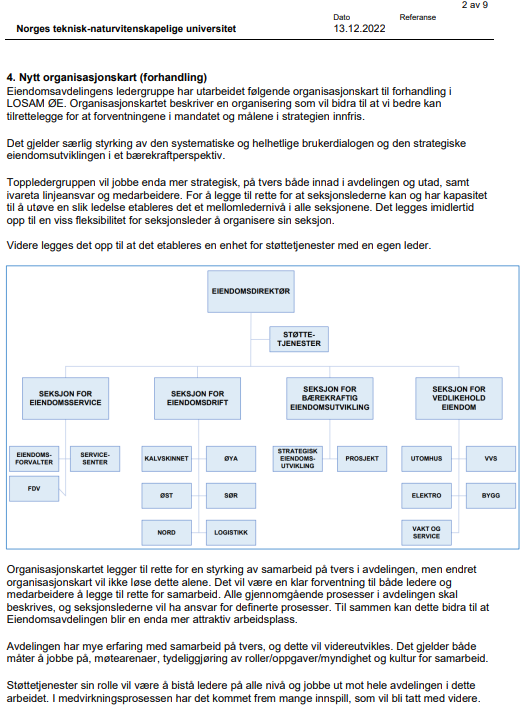 2 av 9
Dato
Referanse
Norges teknisk-naturvitenskapelige universitet
13.12.2022
4. Nytt organisasjonskart (forhandling)
Eiendomsavdelingens ledergruppe har utarbeidet følgende organisasjonskart til forhandling i
LOSAM ØE. Organisasjonskartet beskriver en organisering som vil bidra til at vi bedre kan
tilrettelegge for at forventningene i mandatet og målene i strategien innfris.
Det gjelder særlig styrking av den systematiske og helhetlige brukerdialogen og den strategiske
eiendomsutviklingen i et bærekraftperspektiv.
Toppledergruppen vil jobbe enda mer strategisk, på tvers både innad i avdelingen og utad, samt
ivareta linjeansvar og medarbeidere. For å legge til rette for at seksjonslederne kan og har kapasitet
til å utøve en slik ledelse etableres det et mellomledernivå i alle seksjonene. Det legges imidlertid
opp til en viss fleksibilitet for seksjonsleder å organisere sin seksjon.
Videre legges det opp til at det etableres en enhet for støttetjenester med en egen leder.
EIENDOMSDIREKTØR
STØTTE-
TJENESTER
SEKSJON FOR
EIENDOMSSERVICE
SEKSJON FOR
EIENDOMSDRIFT
SEKSJON FOR
BÆREKRAFTIG
EIENDOMSUTVIKLING
SEKSJON FOR
VEDLIKEHOLD
EIENDOM
EIENDOMS-
FORVALTER
SERVICE-
SENTER
FDV
KALVSKINNET
ØYA
ØST
SØR
NORD
LOGISTIKK
STRATEGISK
EIENDOMS-
UTVIKLING
PROSJEKT
UTOMHUS
VVS
ELEKTRO
BYGG
VAKT OG
SERVICE
Organisasjonskartet legger til rette for en styrking av samarbeid på tvers i avdelingen, men endret
organisasjonskart vil ikke løse dette alene. Det vil være en klar forventning til både ledere og
medarbeidere å legge til rette for samarbeid. Alle gjennomgående prosesser i avdelingen skal
beskrives, og seksjonslederne vil ha ansvar for definerte prosesser. Til sammen kan dette bidra til at
Eiendomsavdelingen blir en enda mer attraktiv arbeidsplass.
Avdelingen har mye erfaring med samarbeid på tvers, og dette vil videreutvikles. Det gjelder både
måter å jobbe på, møtearenaer, tydeliggjøring av roller/oppgaver/myndighet og kultur for samarbeid.
Støttetjenester sin rolle vil være å bistå ledere på alle nivå og jobbe ut mot hele avdelingen i dette
arbeidet. I medvirkningsprosessen har det kommet frem mange innspill, som vil bli tatt med videre.